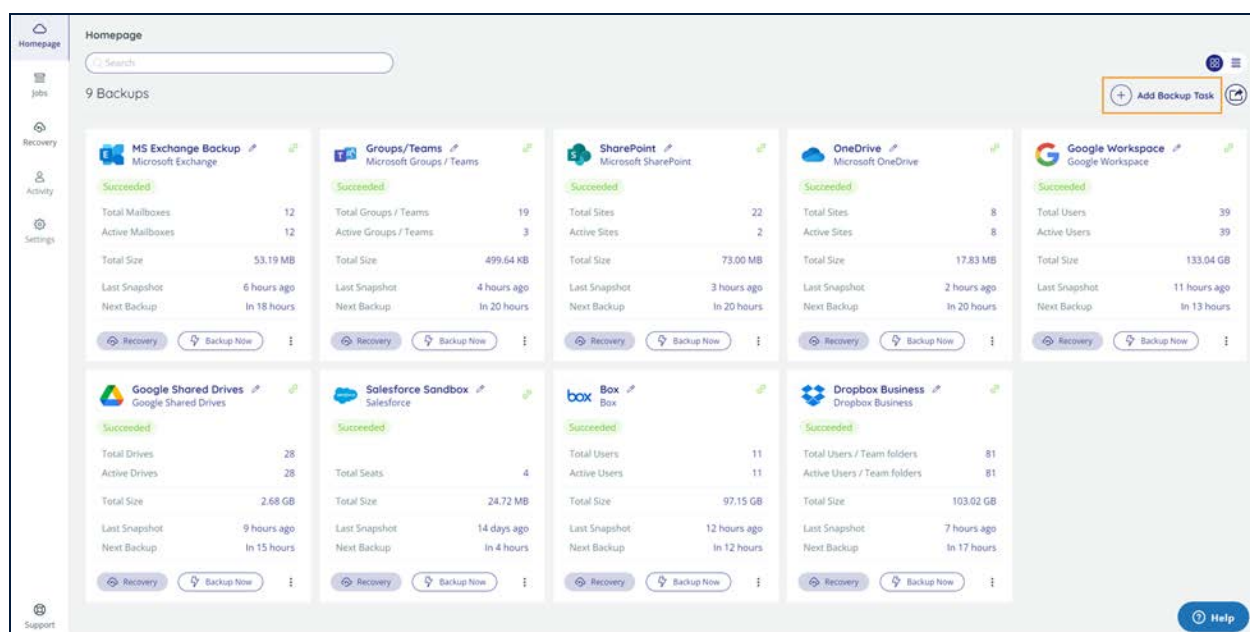 Homepage
Jobs
Recovery
Activity
Settings
Support
Homepage
Search
9 Backups
Add Backup Task
MS Exchange Backup
Microsoft Exchange
Succeeded
Total Mailboxes 12
Active Mailboxes 12
Total Size 53.19 MB
Last Snapshot 6 hours ago
Next Backup In 18 hours
Recovery Backup Now
Groups/Teams
Microsoft Groups / Teams
Succeeded
Total Groups / Teams 19
Active Groups / Teams 3
Total Size 499.64 KB
Last Snapshot 4 hours ago
Next Backup In 20 hours
Recovery Backup Now
SharePoint
Microsoft SharePoint
Succeeded
Total Sites 22
Active Sites 2
Total Size 73.00 MB
Last Snapshot 3 hours ago
Next Backup In 20 hours
Recovery Backup Now
OneDrive
Microsoft OneDrive
Succeeded
Total Sites 8
Active Sites 8
Total Size 17.83 MB
Last Snapshot 2 hours ago
Next Backup In 20 hours
Recovery Backup Now
Google Workspace
Google Workspace
Succeeded
Total Users 39
Active Users 39
Total Size 133.04 GB
Last Snapshot 11 hours ago
Next Backup In 13 hours
Recovery Backup Now
Google Shared Drives
Google Shared Drives
Succeeded
Total Drives 28
Active Drives 28
Total Size 2.68 GB
Last Snapshot 9 hours ago
Next Backup In 15 hours
Recovery Backup Now
Salesforce Sandbox
Salesforce
Succeeded
Total Seats 4
Total Size 24.72 MB
Last Snapshot 14 days ago
Next Backup In 4 hours
Recovery Backup Now
box Box
Box
Succeeded
Total Users 11
Active Users 11
Total Size 97.15 GB
Last Snapshot 12 hours ago
Next Backup In 12 hours
Recovery Backup Now
Dropbox Business
Dropbox Business
Succeeded
Total Users / Team folders 81
Active Users / Team folders 81
Total Size 103.02 GB
Last Snapshot 7 hours ago
Next Backup In 17 hours
Recovery Backup Now
Help